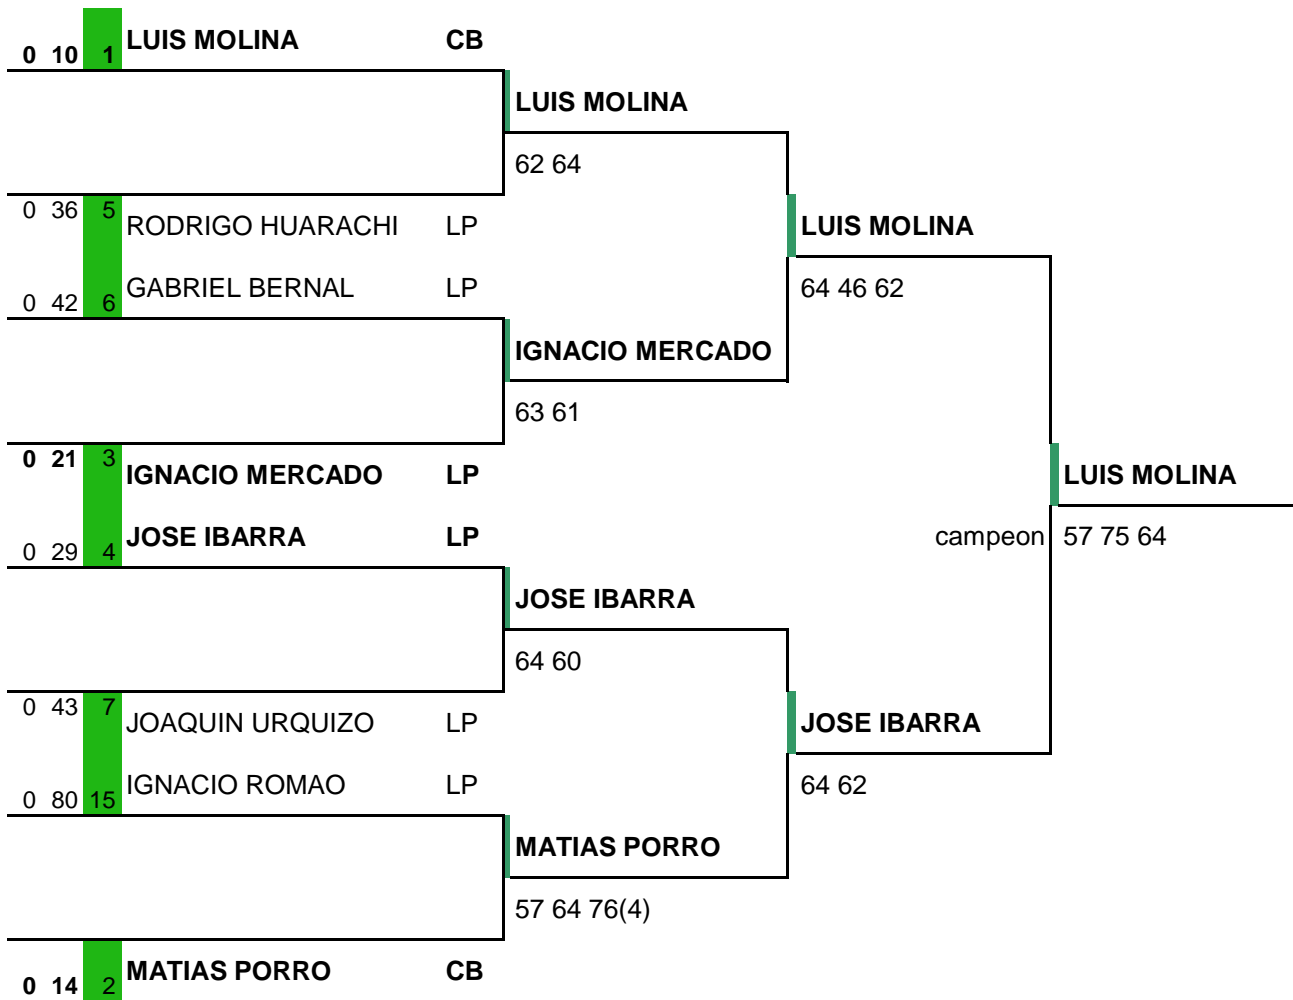 0 10 1 LUIS MOLINA CB
LUIS MOLINA
62 64
0 36 5 RODRIGO HUARACHI LP
LUIS MOLINA
0 42 6 GABRIEL BERNAL LP
64 46 62
IGNACIO MERCADO
63 61
0 21 3 IGNACIO MERCADO LP
LUIS MOLINA
0 29 4 JOSE IBARRA LP
campeon 57 75 64
JOSE IBARRA
64 60
0 43 7 JOAQUIN URQUIZO LP
JOSE IBARRA
0 80 15 IGNACIO ROMAO LP
64 62
MATIAS PORRO
57 64 76(4)
0 14 2 MATIAS PORRO CB